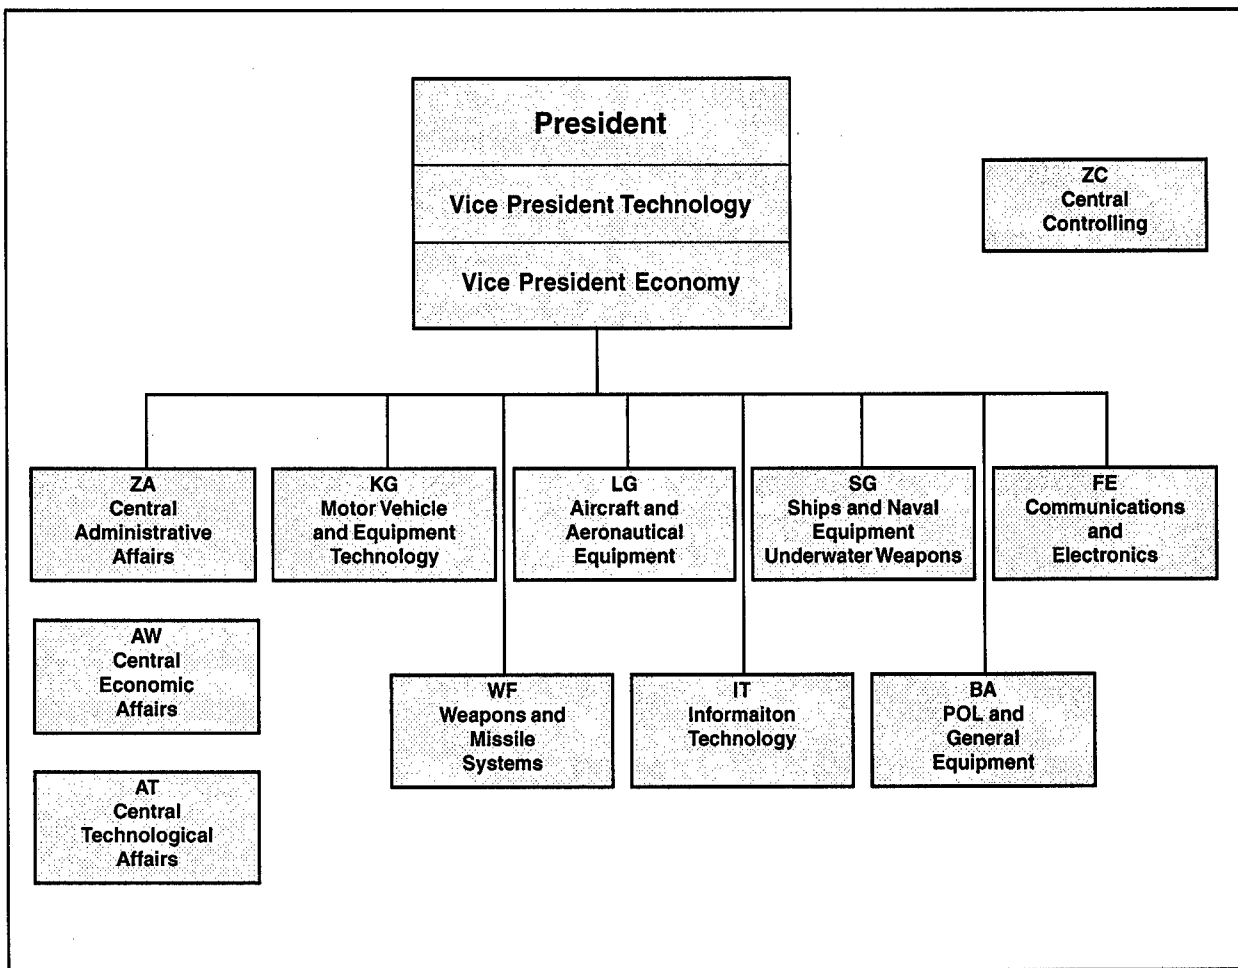 President
Vice President Technology
Vice President Economy
ZC
Central
Controlling
ZA
Central
Administrative
Affairs
KG
Motor Vehicle
and Equipment
Technology
LG
Aircraft and
Aeronautical
Equipment
SG
Ships and Naval
Equipment
Underwater Weapons
FE
Communications
and
Electronics
AW
Central
Economic
Affairs
WF
Weapons and
Missile
Systems
IT
Informaiton
Technology
BA
POL and
General
Equipment
AT
Central
Technological
Affairs